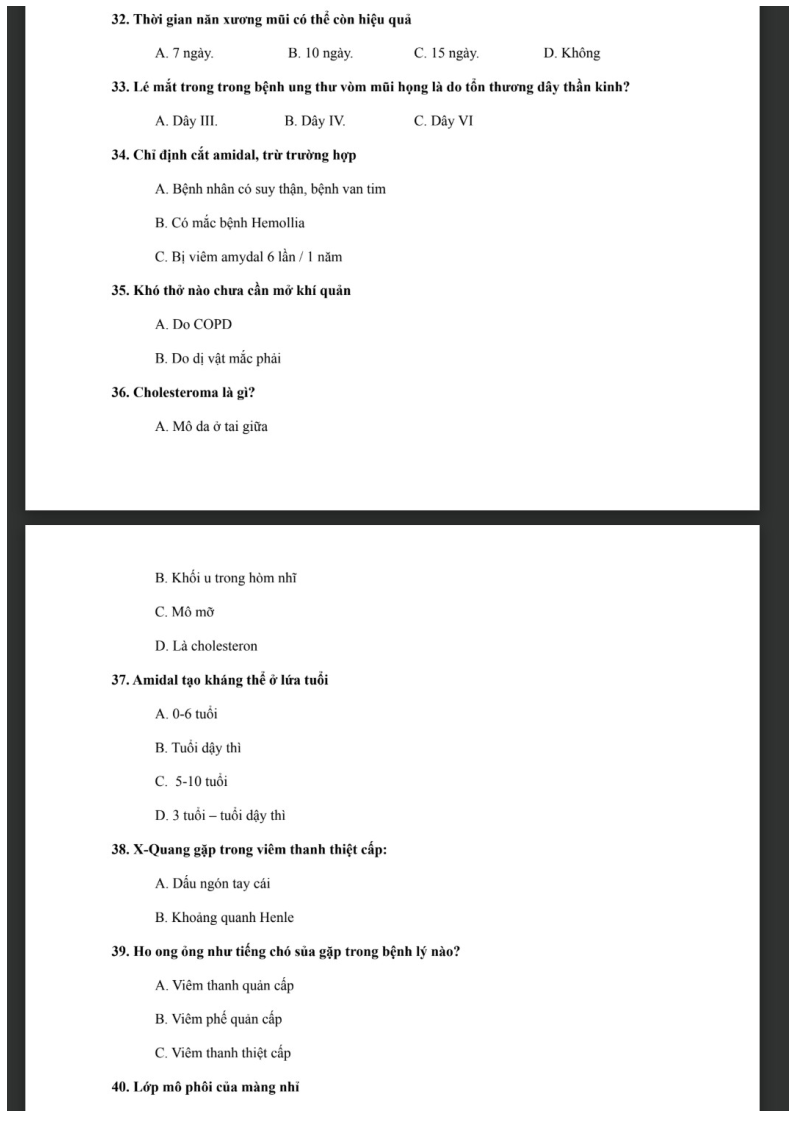 32. Thời gian năn xương mũi có thể còn hiệu quả
A. 7 ngày. B. 10 ngày. C. 15 ngày. D. Không
33. Lé mắt trong trong bệnh ung thư vòm mũi họng là do tổn thương dây thần kinh?
A. Dây III. B. Dây IV. C. Dây VI
34. Chỉ định cắt amidal, trừ trường hợp
A. Bệnh nhân có suy thận, bệnh van tim
B. Có mắc bệnh Hemollia
C. Bị viêm amydal 6 lần / 1 năm
35. Khó thở nào chưa cần mở khí quản
A. Do COPD
B. Do dị vật mắc phải
36. Cholesteroma là gì?
A. Mô da ở tai giữa
B. Khối u trong hòm nhĩ
C. Mô mỡ
D. Là cholesteron
37. Amidal tạo kháng thể ở lứa tuổi
A. 0-6 tuổi
B. Tuổi dậy thì
C. 5-10 tuổi
D. 3 tuổi – tuổi dậy thì
38. X-Quang gặp trong viêm thanh thiệt cấp:
A. Dấu ngón tay cái
B. Khoảng quanh Henle
39. Ho ong ỏng như tiếng chó sủa gặp trong bệnh lý nào?
A. Viêm thanh quản cấp
B. Viêm phế quản cấp
C. Viêm thanh thiệt cấp
40. Lớp mô phôi của màng nhĩ